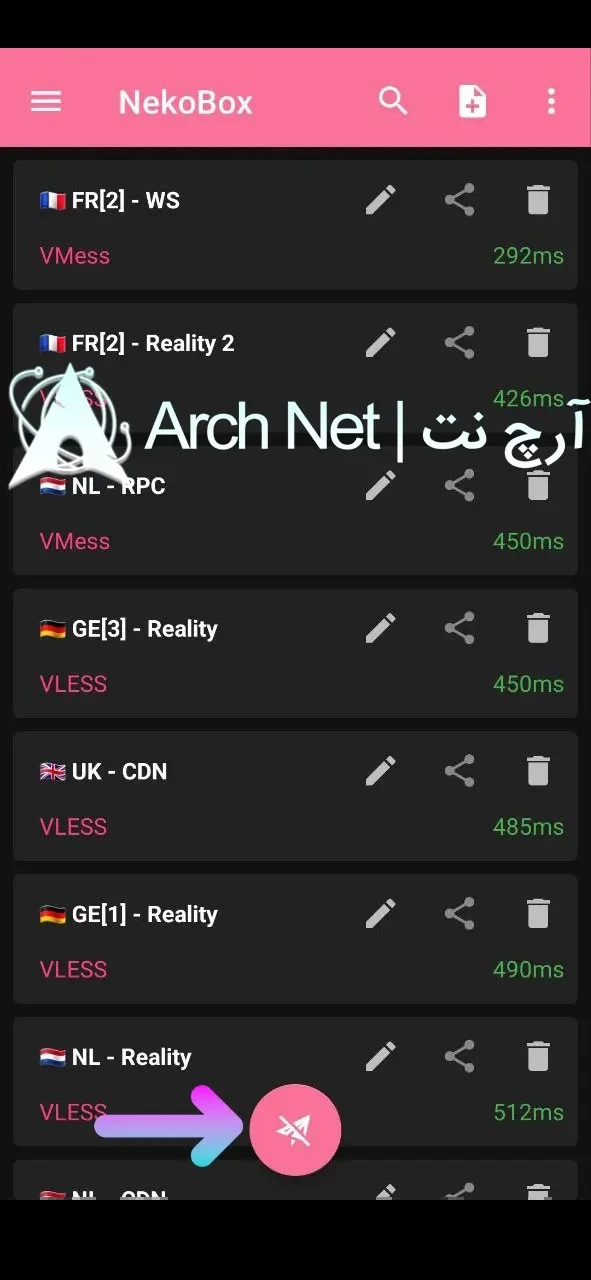 NekoBox
FR[2] - WS
VMess
292ms
FR[2] - Reality 2
426ms
Arch Net | آرچ نت
NL - RPC
VMess
450ms
GE[3] - Reality
VLESS
450ms
UK - CDN
VLESS
485ms
GE[1] - Reality
VLESS
490ms
NL - Reality
VLESS
512ms
NL - CDN